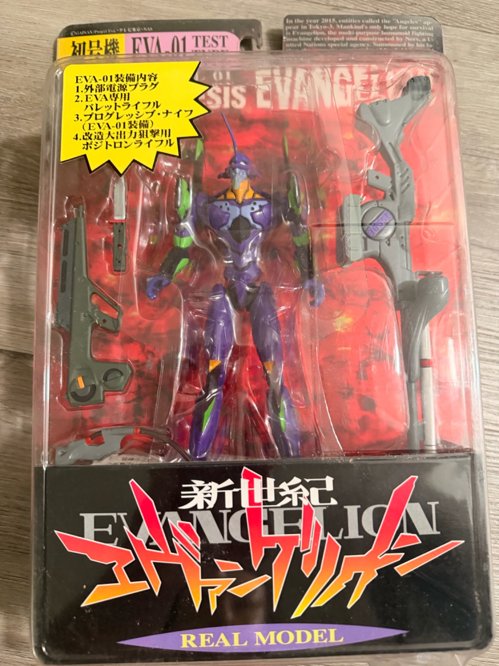 初号機 EVA-01 TEST
In the year 2015, entities called the "Angels" ap-
pear in Tokyo-3. Mankind's only hope for survival
is Evangelion, the multi-purpose humanoid fighting
machine developed and constructed by Nerv, a
United Nations special agency.
EVA-01装備内容
1.外部電源プラグ
2.EVA専用
パレットライフル
3.プログレッシブ・ナイフ
(EVA-01装備)
4.改造大出力狙撃用
ポジトロンライフル
01
SIS EVANGELI
新世紀
EVANGELION
エヴァンゲリオン
REAL MODEL